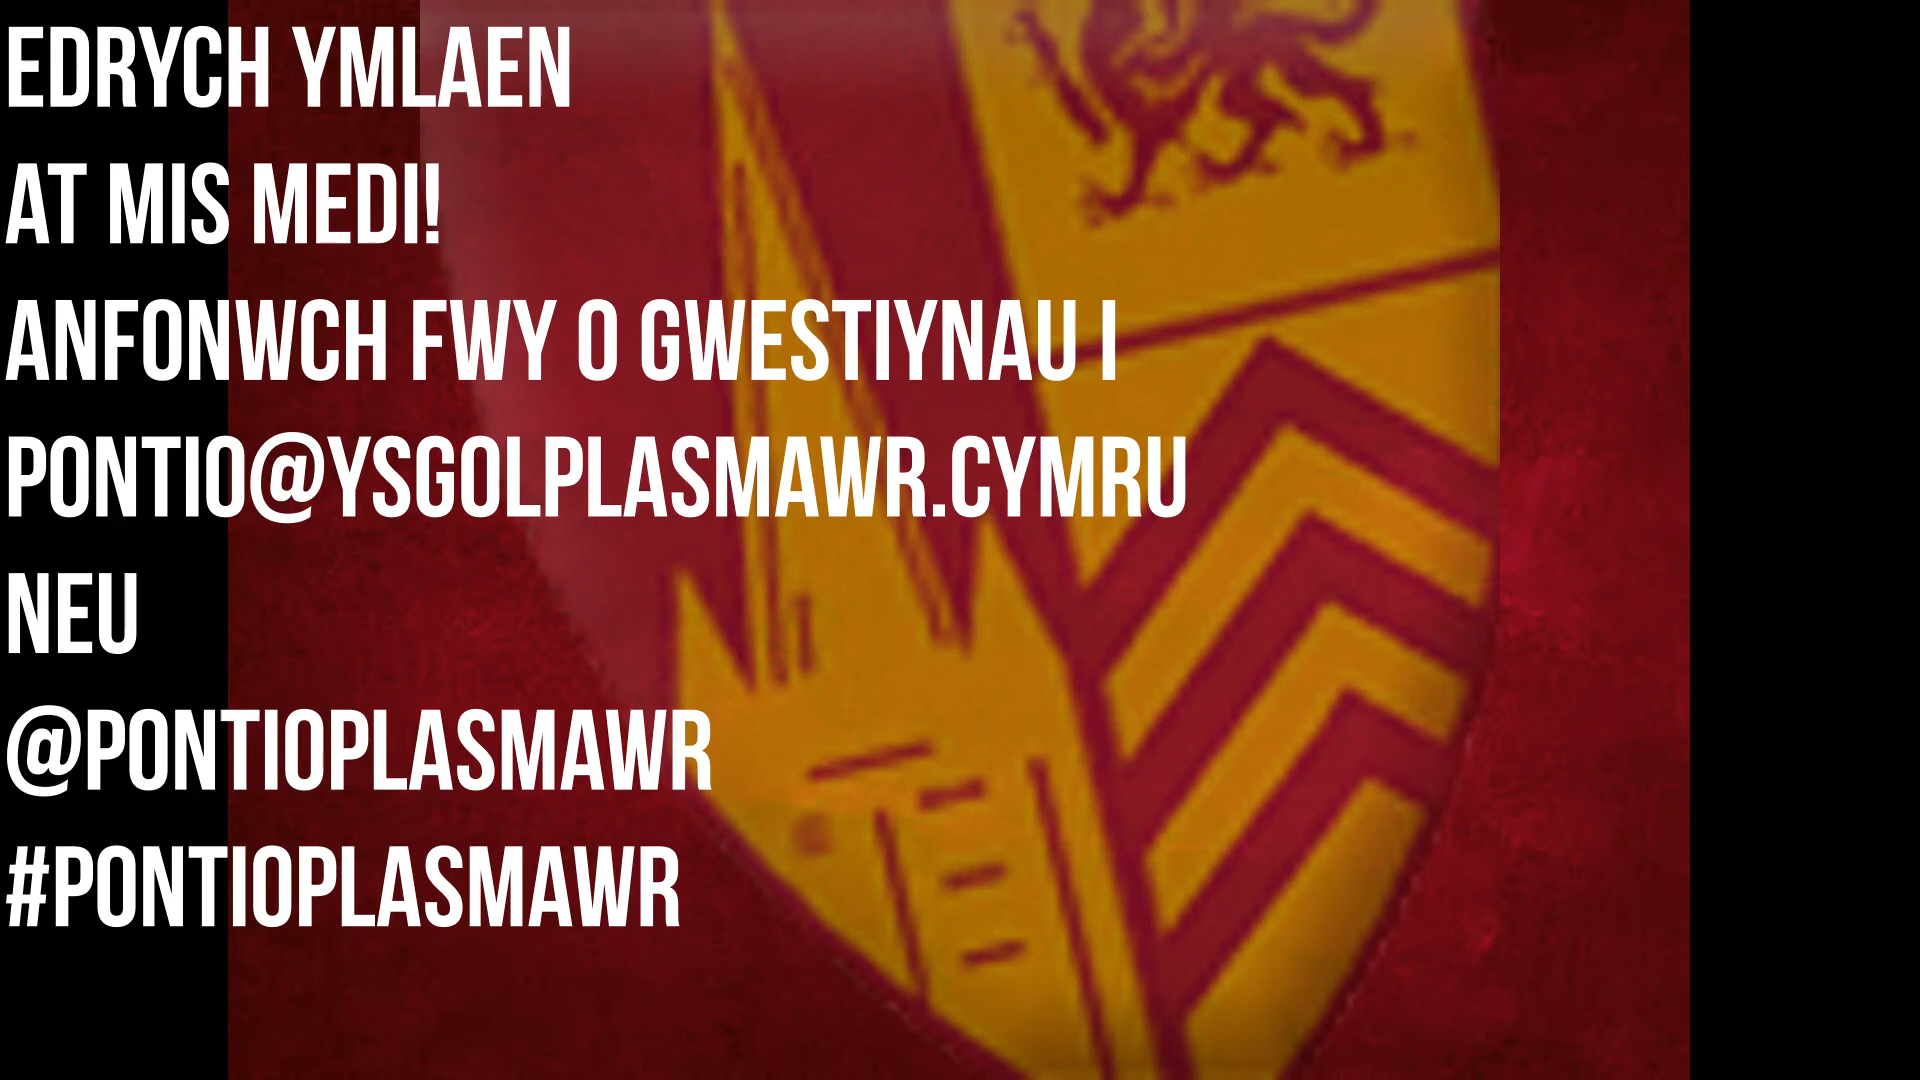 EDRYCH YMLAEN
AT MIS MEDI!
ANFONWCH FWY O GWESTIYNAU I
PONTIO@YSGOLPLASMAWR.CYMRU
NEU
@PONTIOPLASMAWR
#PONTIOPLASMAWR